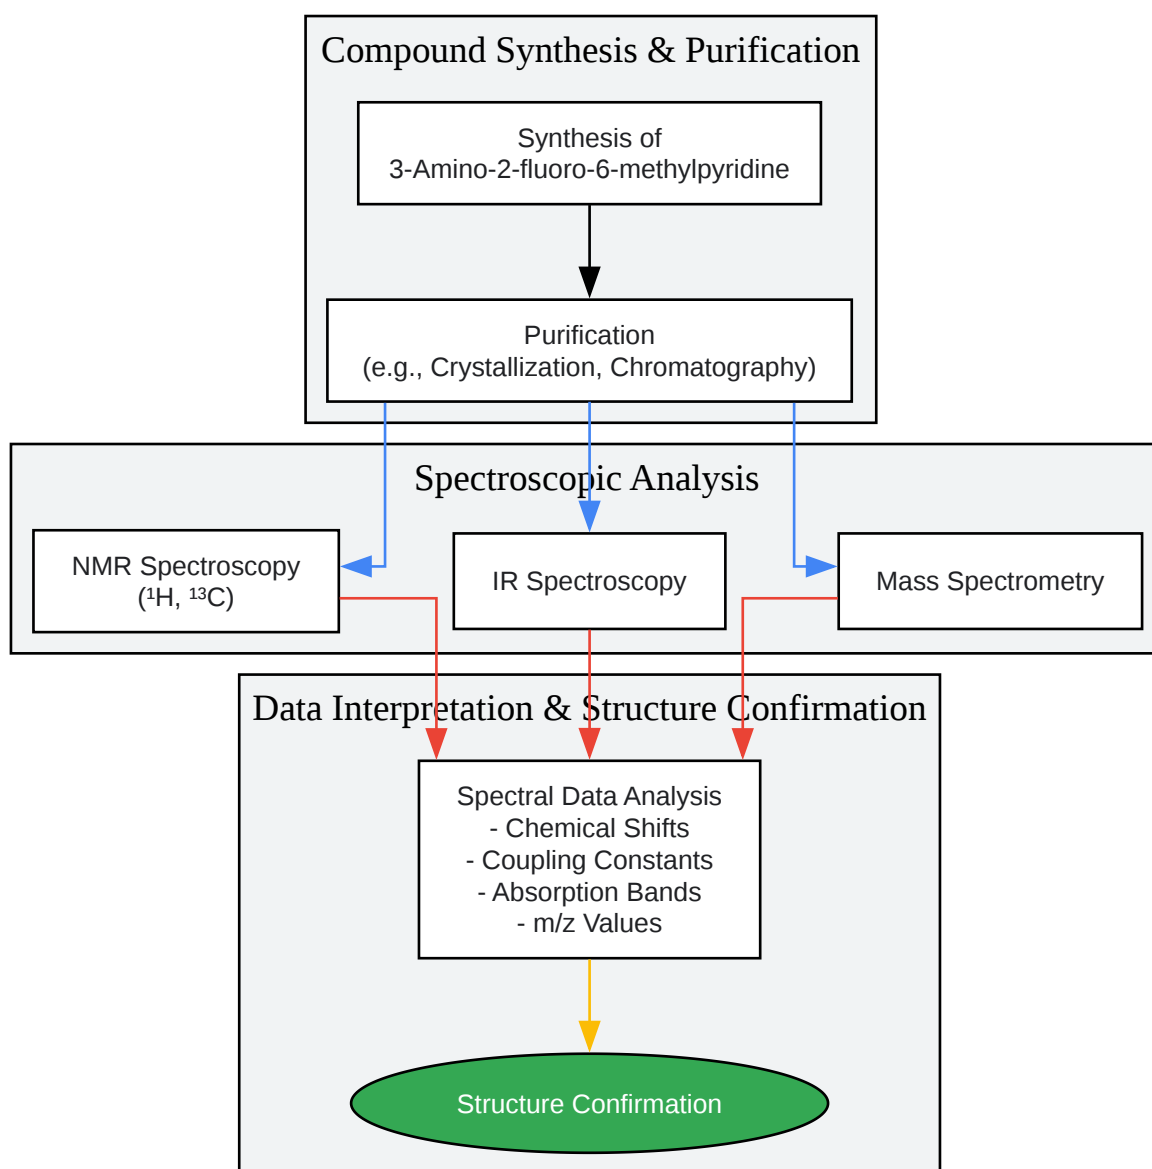 Compound Synthesis & Purification
Synthesis of
3-Amino-2-fluoro-6-methylpyridine
Purification
(e.g., Crystallization, Chromatography)
Spectroscopic Analysis
NMR Spectroscopy
(¹H, ¹³C)
IR Spectroscopy
Mass Spectrometry
Data Interpretation & Structure Confirmation
Spectral Data Analysis
- Chemical Shifts
- Coupling Constants
- Absorption Bands
- m/z Values
Structure Confirmation